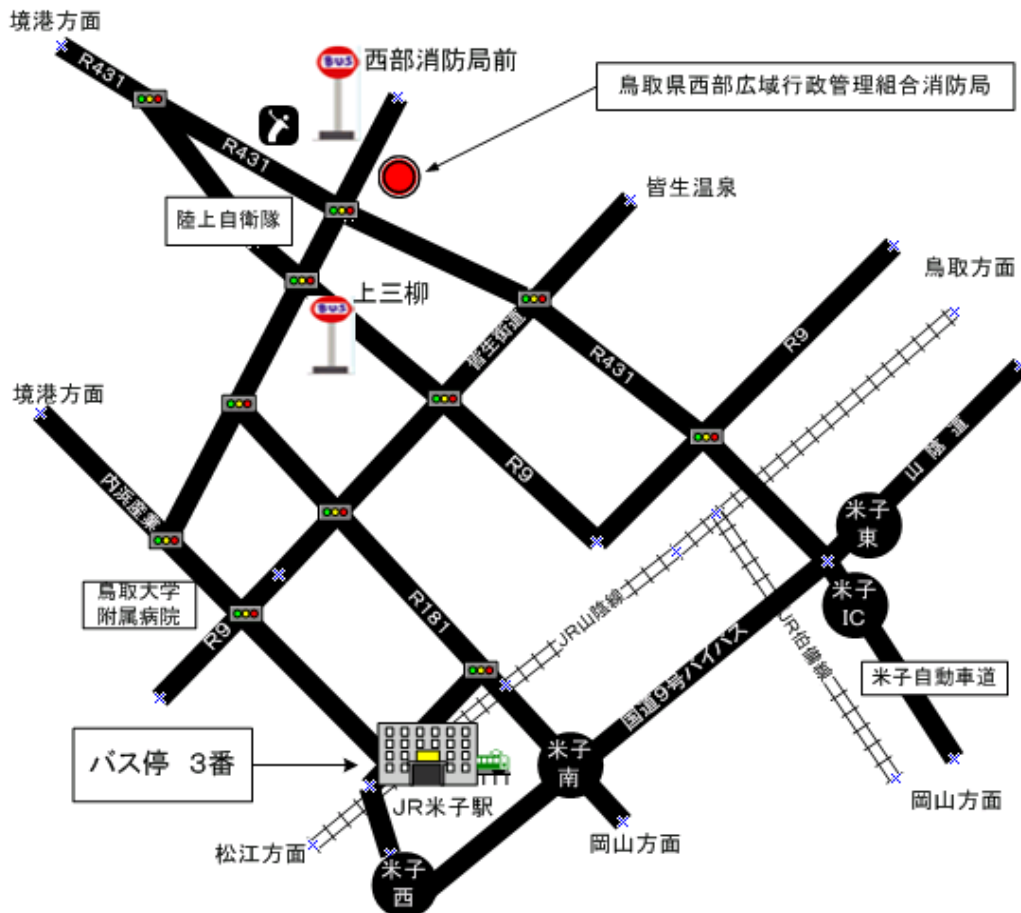 境港方面
R431
BUS
西部消防局前
鳥取県西部広域行政管理組合消防局
R431
陸上自衛隊
皆生温泉
鳥取方面
BUS
上三柳
皆生街道
R431
R9
境港方面
R9
山陰道
内浜産業
米子
東
鳥取大学
附属病院
R9
R181
JR山陰線
米子
IC
JR伯備線
国道9号バイパス
米子自動車道
バス停 3番
米子
南
JR米子駅
岡山方面
松江方面
岡山方面
米子
西